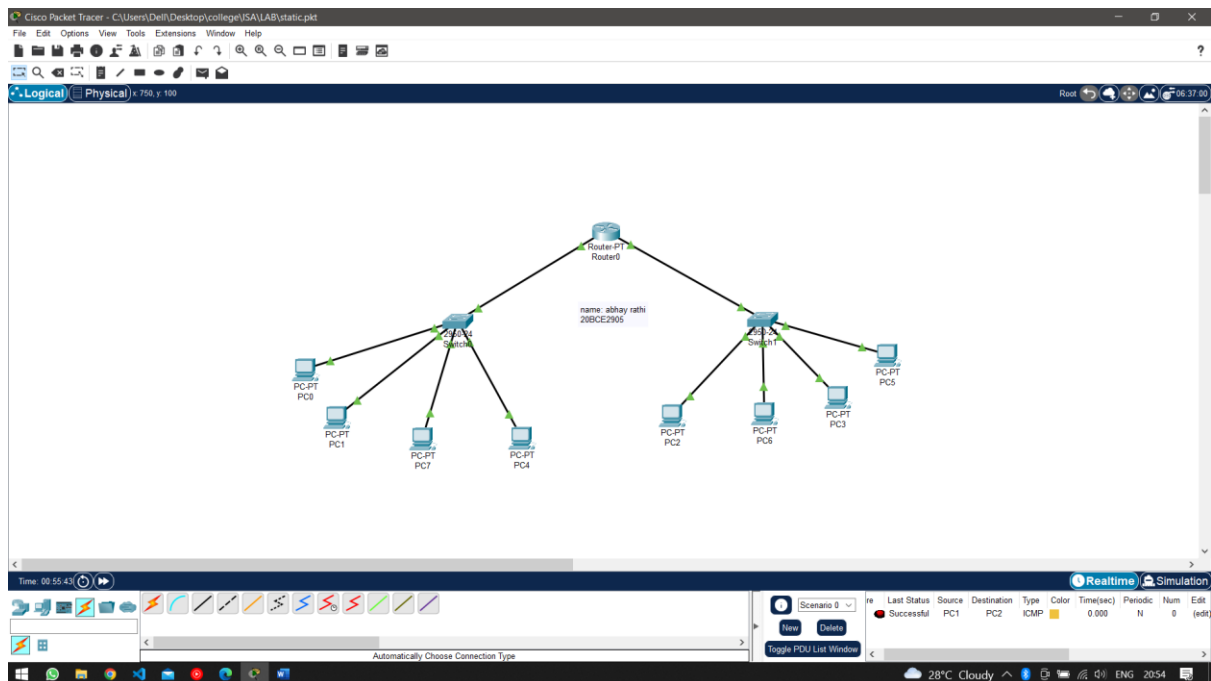 Cisco Packet Tracer - C:\Users\Dell\Desktop\college\ISA\LAB\static.pkt
File Edit Options View Tools Extensions Window Help
?
Logical Physical x: 750, y: 100 Root 06:37:00
Router-PT
Router0
name: abhay rathi
20BCE2905
2950-24
Switch0
2950-24
Switch1
PC-PT
PC0
PC-PT
PC1
PC-PT
PC7
PC-PT
PC4
PC-PT
PC2
PC-PT
PC6
PC-PT
PC3
PC-PT
PC5
Time: 00:55:43 Realtime Simulation
Scenario 0
New Delete
Toggle PDU List Window
re Last Status Source Destination Type Color Time(sec) Periodic Num Edit
Successful PC1 PC2 ICMP 0.000 N 0 (edit)
Automatically Choose Connection Type
28°C Cloudy ENG 20:54